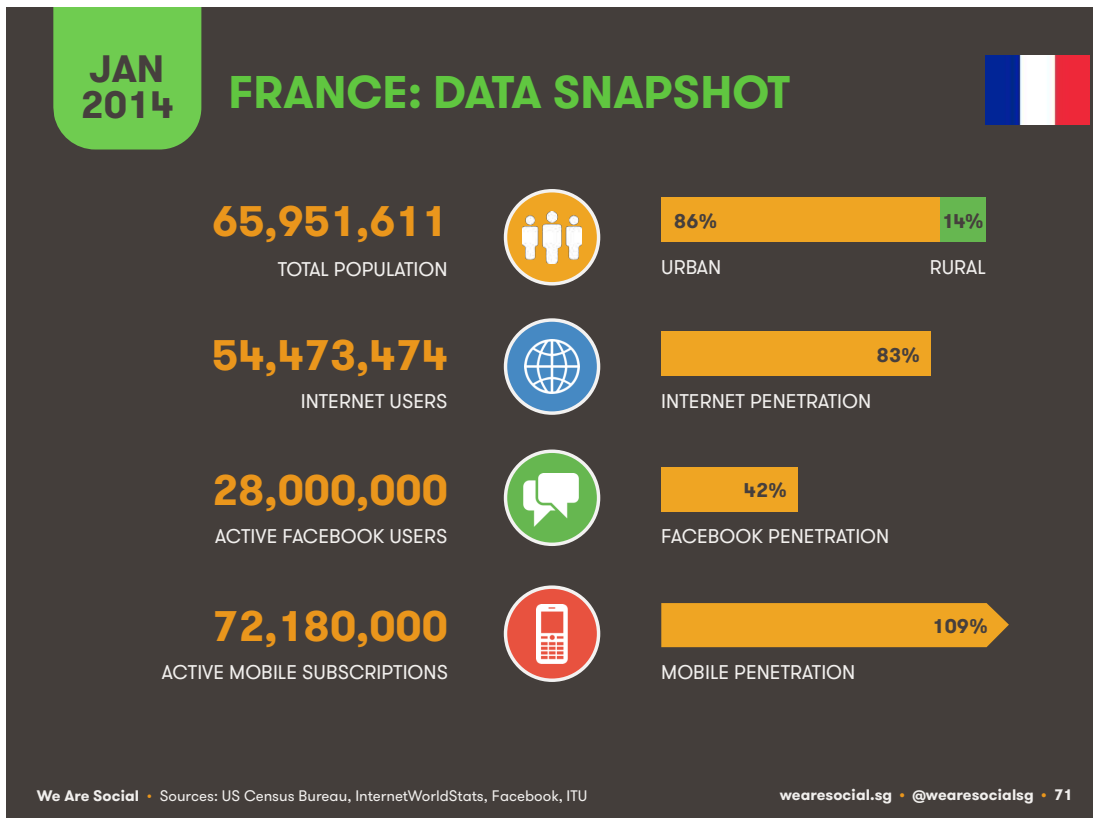 JAN
2014
FRANCE: DATA SNAPSHOT
65,951,611
TOTAL POPULATION
86%
14%
URBAN
RURAL
54,473,474
INTERNET USERS
83%
INTERNET PENETRATION
28,000,000
ACTIVE FACEBOOK USERS
42%
FACEBOOK PENETRATION
72,180,000
ACTIVE MOBILE SUBSCRIPTIONS
109%
MOBILE PENETRATION
We Are Social • Sources: US Census Bureau, InternetWorldStats, Facebook, ITU
wearesocial.sg • @wearesocialsg • 71